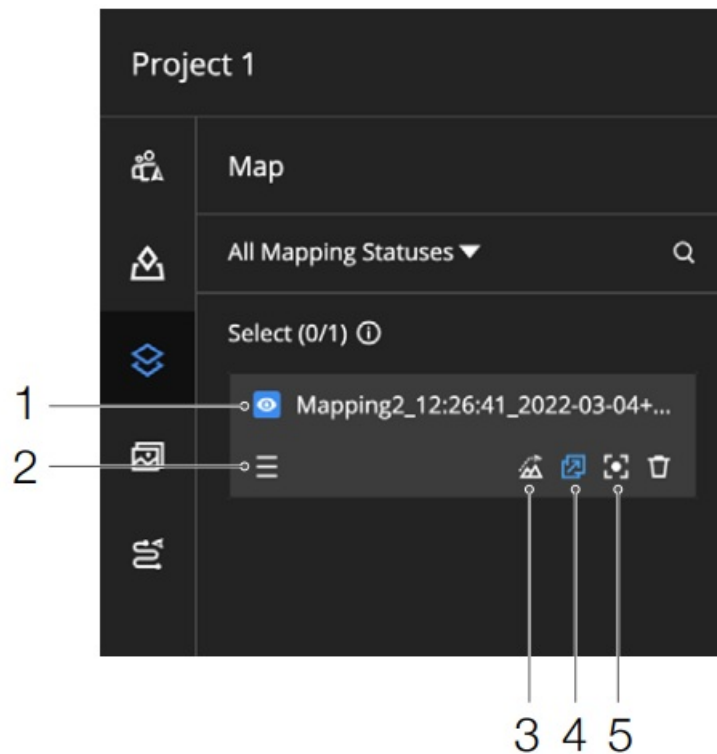 Project 1
Map
All Mapping Statuses
Select (0/1)
Mapping2_12:26:41_2022-03-04+...
1
2
3 4 5